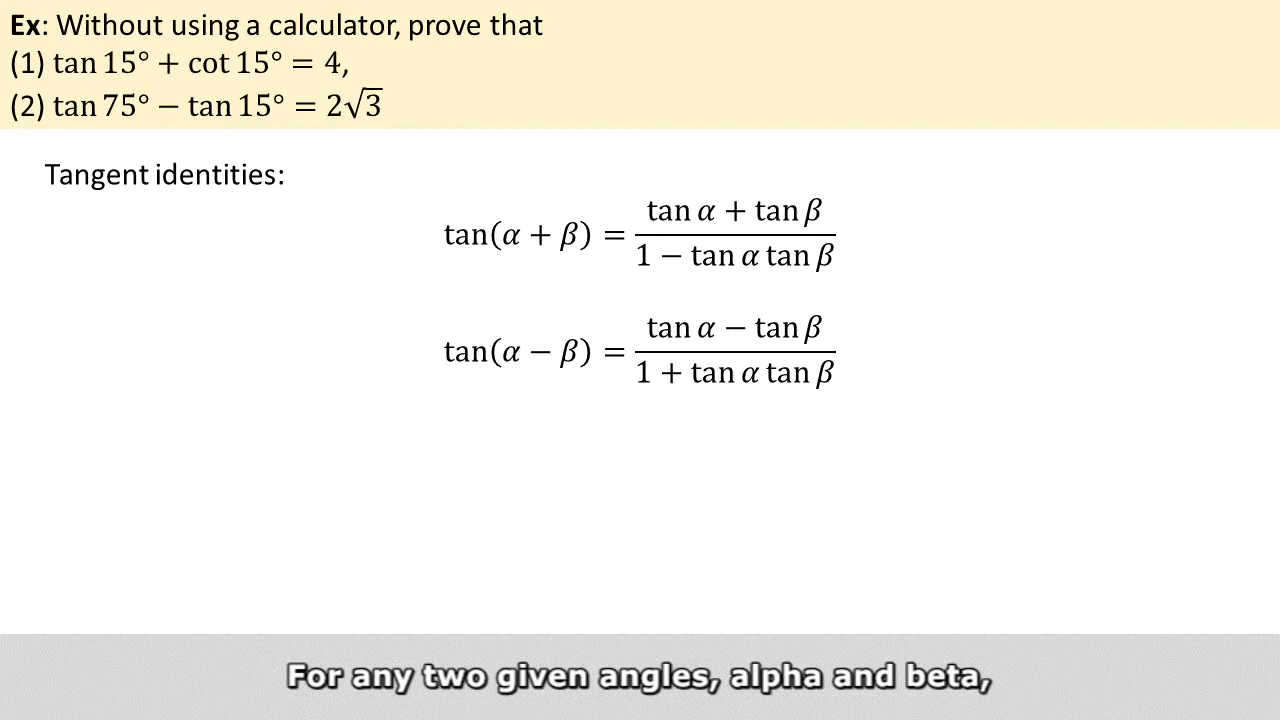 Ex: Without using a calculator, prove that
(1) tan 15° + cot 15° = 4,
(2) tan 75° − tan 15° = 2√3
Tangent identities:
tan(α + β) = (tan α + tan β) / (1 − tan α tan β)
tan(α − β) = (tan α − tan β) / (1 + tan α tan β)
For any two given angles, alpha and beta,